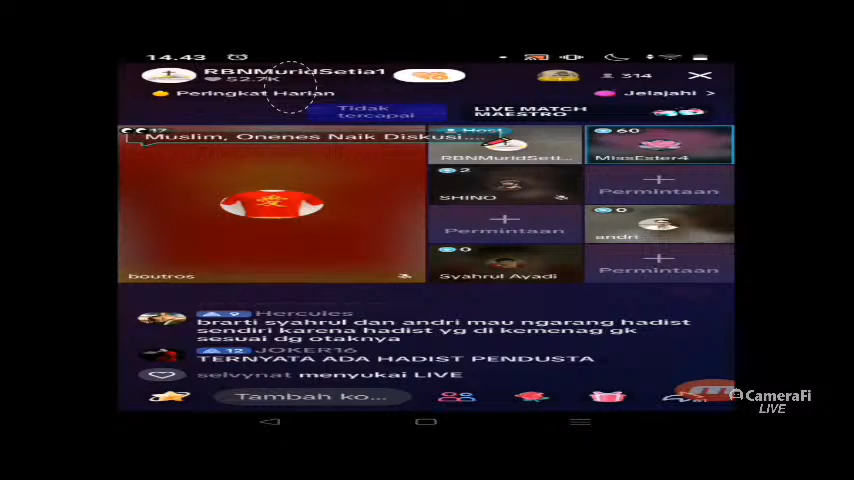 14.43
RBNMuridSetia1
52.7K
314
Peringkat Harian
Jelajahi >
Tidak
tercapai
LIVE MATCH
MAESTRO
17
Muslim, Onenes Naik Diskusi....
Host
60
RBNMuridSeti...
MissEster4
2
SHINO
Permintaan
Permintaan
0
andri
boutros
0
Syahrul Ayadi
Permintaan
9 Hercules
brarti syahrul dan andri mau ngarang hadist
sendiri karena hadist yg di kemenag gk
sesuai dg otaknya
12 JOKER16
TERNYATA ADA HADIST PENDUSTA
selvynat menyukai LIVE
Tambah ko...
CameraFi
LIVE